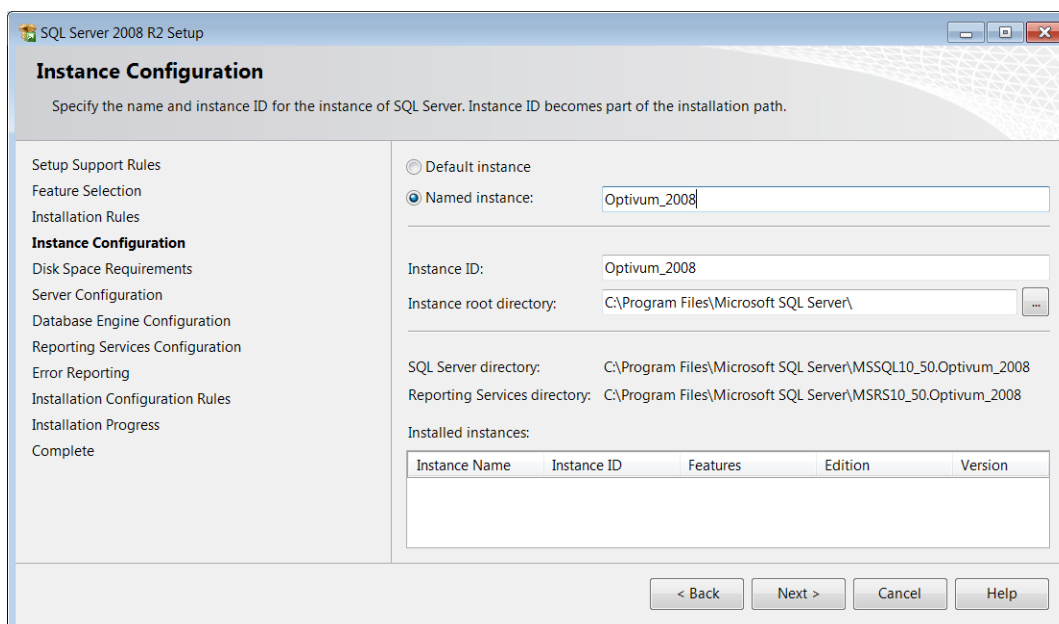 SQL Server 2008 R2 Setup
Instance Configuration
Specify the name and instance ID for the instance of SQL Server. Instance ID becomes part of the installation path.
Setup Support Rules
Feature Selection
Installation Rules
Instance Configuration
Disk Space Requirements
Server Configuration
Database Engine Configuration
Reporting Services Configuration
Error Reporting
Installation Configuration Rules
Installation Progress
Complete
Default instance
Named instance: Optivum_2008
Instance ID: Optivum_2008
Instance root directory: C:\Program Files\Microsoft SQL Server\ ...
SQL Server directory: C:\Program Files\Microsoft SQL Server\MSSQL10_50.Optivum_2008
Reporting Services directory: C:\Program Files\Microsoft SQL Server\MSRS10_50.Optivum_2008
Installed instances:
Instance Name Instance ID Features Edition Version
< Back Next > Cancel Help